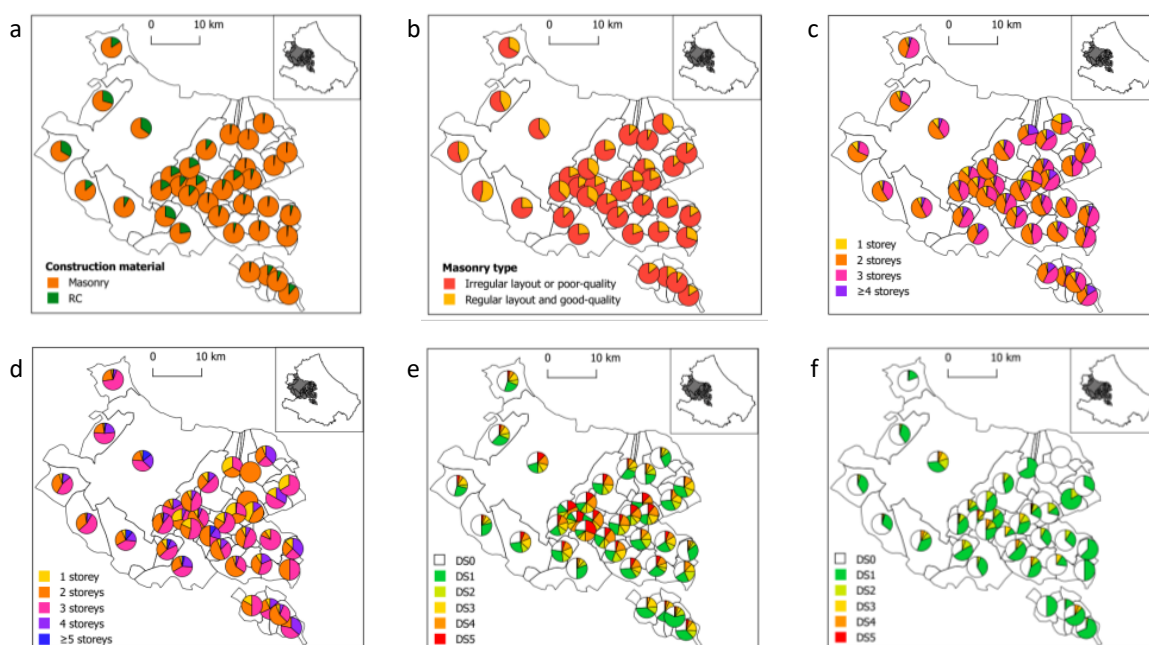 a
0 10 km
Construction material
Masonry
RC
b
0 10 km
Masonry type
Irregular layout or poor-quality
Regular layout and good-quality
c
0 10 km
1 storey
2 storeys
3 storeys
≥4 storeys
d
0 10 km
1 storey
2 storeys
3 storeys
4 storeys
≥5 storeys
e
0 10 km
DS0
DS1
DS2
DS3
DS4
DS5
f
0 10 km
DS0
DS1
DS2
DS3
DS4
DS5